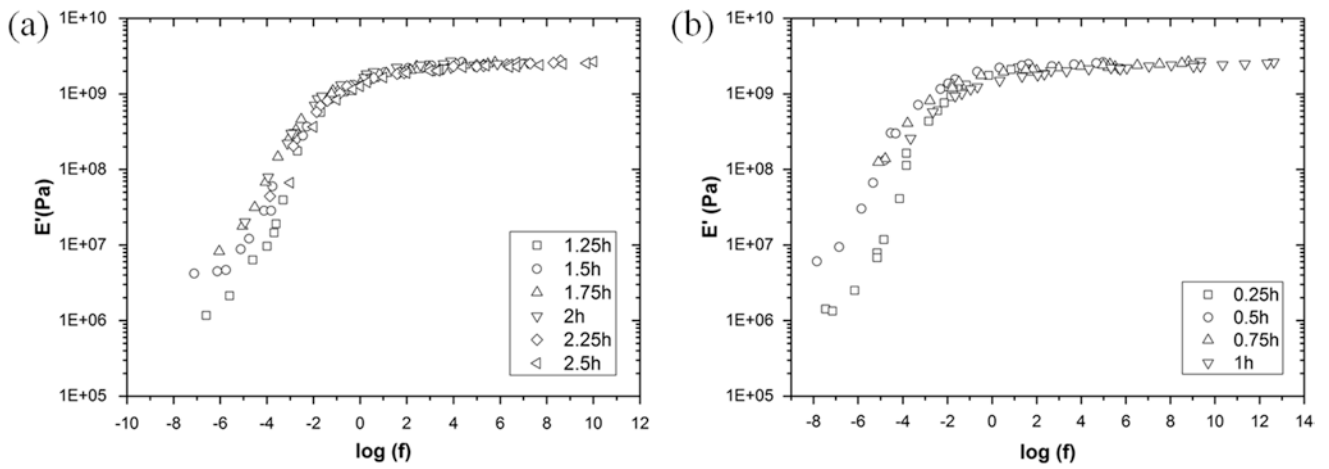 (a)
1E+10
1E+09
1E+08
1E+07
1E+06
1E+05
E'(Pa)
1.25h
1.5h
1.75h
2h
2.25h
2.5h
-10 -8 -6 -4 -2 0 2 4 6 8 10 12
log (f)
(b)
1E+10
1E+09
1E+08
1E+07
1E+06
1E+05
E' (Pa)
0.25h
0.5h
0.75h
1h
-8 -6 -4 -2 0 2 4 6 8 10 12 14
log (f)